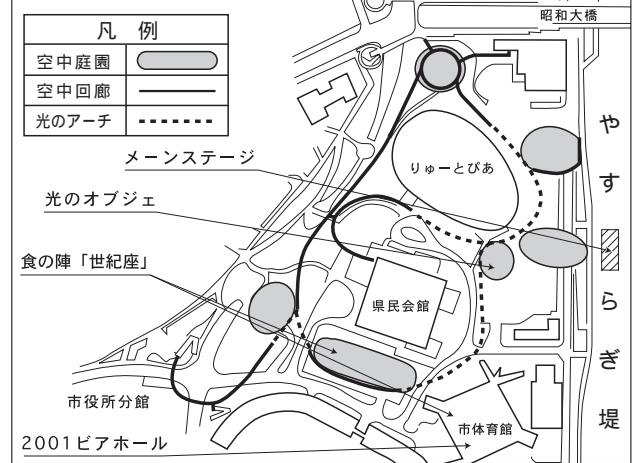 昭和大橋
凡 例
空中庭園
空中回廊
光のアーチ
メーンステージ
光のオブジェ
食の陣「世紀座」
りゅーとぴあ
やすらぎ堤
県民会館
市役所分館
市体育館
2001ビアホール